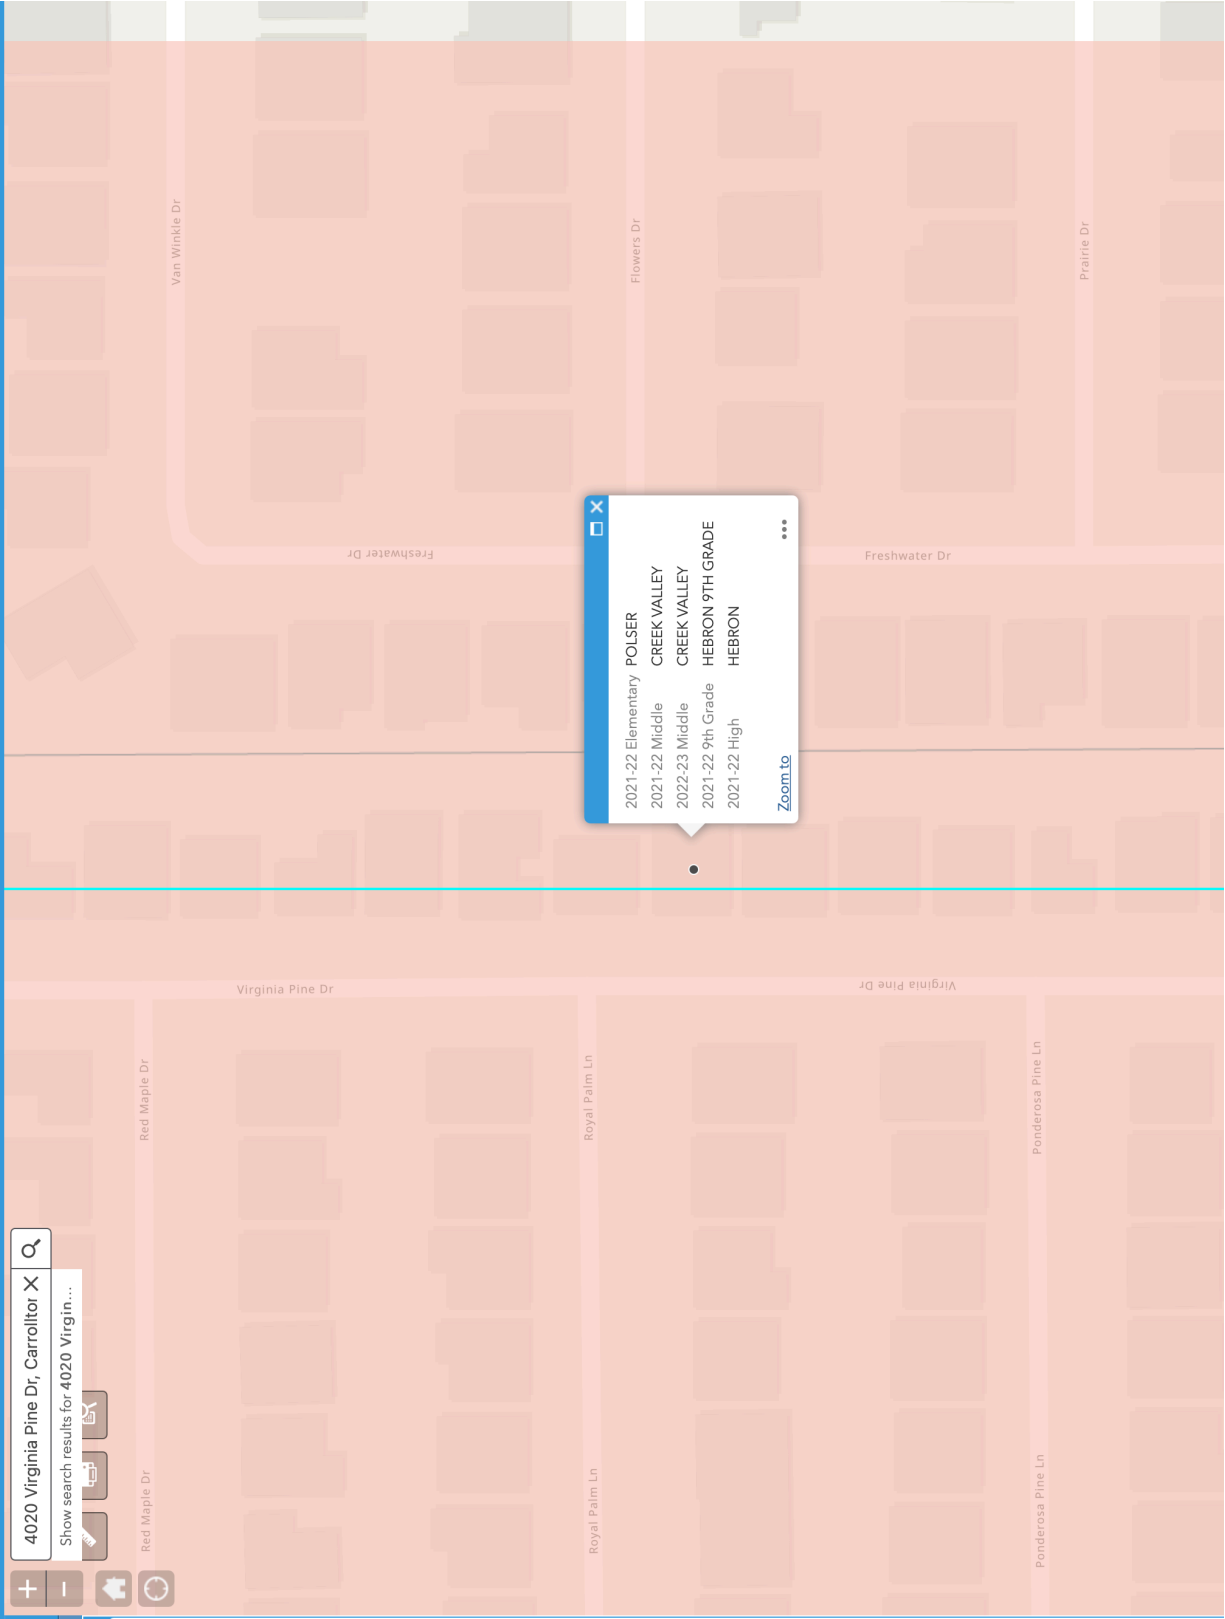 4020 Virginia Pine Dr, Carrollton
Show search results for 4020 Virgin...
2021-22 Elementary POLSER
2021-22 Middle CREEK VALLEY
2022-23 Middle CREEK VALLEY
2021-22 9th Grade HEBRON 9TH GRADE
2021-22 High HEBRON
Zoom to
Van Winkle Dr
Flowers Dr
Prairie Dr
Freshwater Dr
Freshwater Dr
Virginia Pine Dr
Virginia Pine Dr
Red Maple Dr
Royal Palm Ln
Ponderosa Pine Ln
Red Maple Dr
Royal Palm Ln
Ponderosa Pine Ln